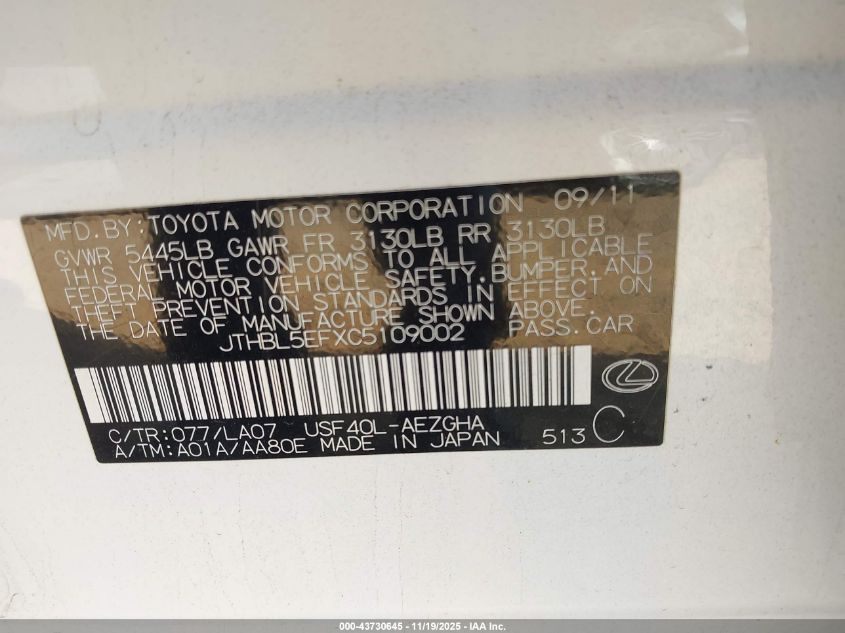 MFD. BY: TOYOTA MOTOR CORPORATION 09/11
GVWR 5445LB GAWR FR 3130LB RR 3130LB
THIS VEHICLE CONFORMS TO ALL APPLICABLE
FEDERAL MOTOR VEHICLE SAFETY, BUMPER, AND
THEFT PREVENTION STANDARDS IN EFFECT ON
THE DATE OF MANUFACTURE SHOWN ABOVE.
JTHBL5EFXC5109002 PASS. CAR
C/TR: 077/LA07 USF40L-AEZGHA
A/TM: A01A/AA80E MADE IN JAPAN 513 C
000-43730645 - 11/19/2025 - IAA Inc.